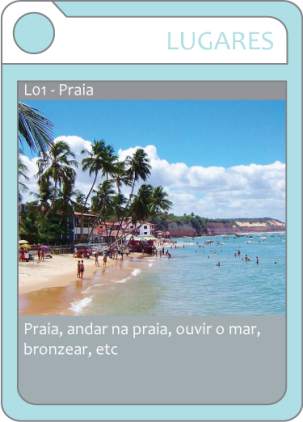 LUGARES
L01 - Praia
Praia, andar na praia, ouvir o mar,
bronzear, etc